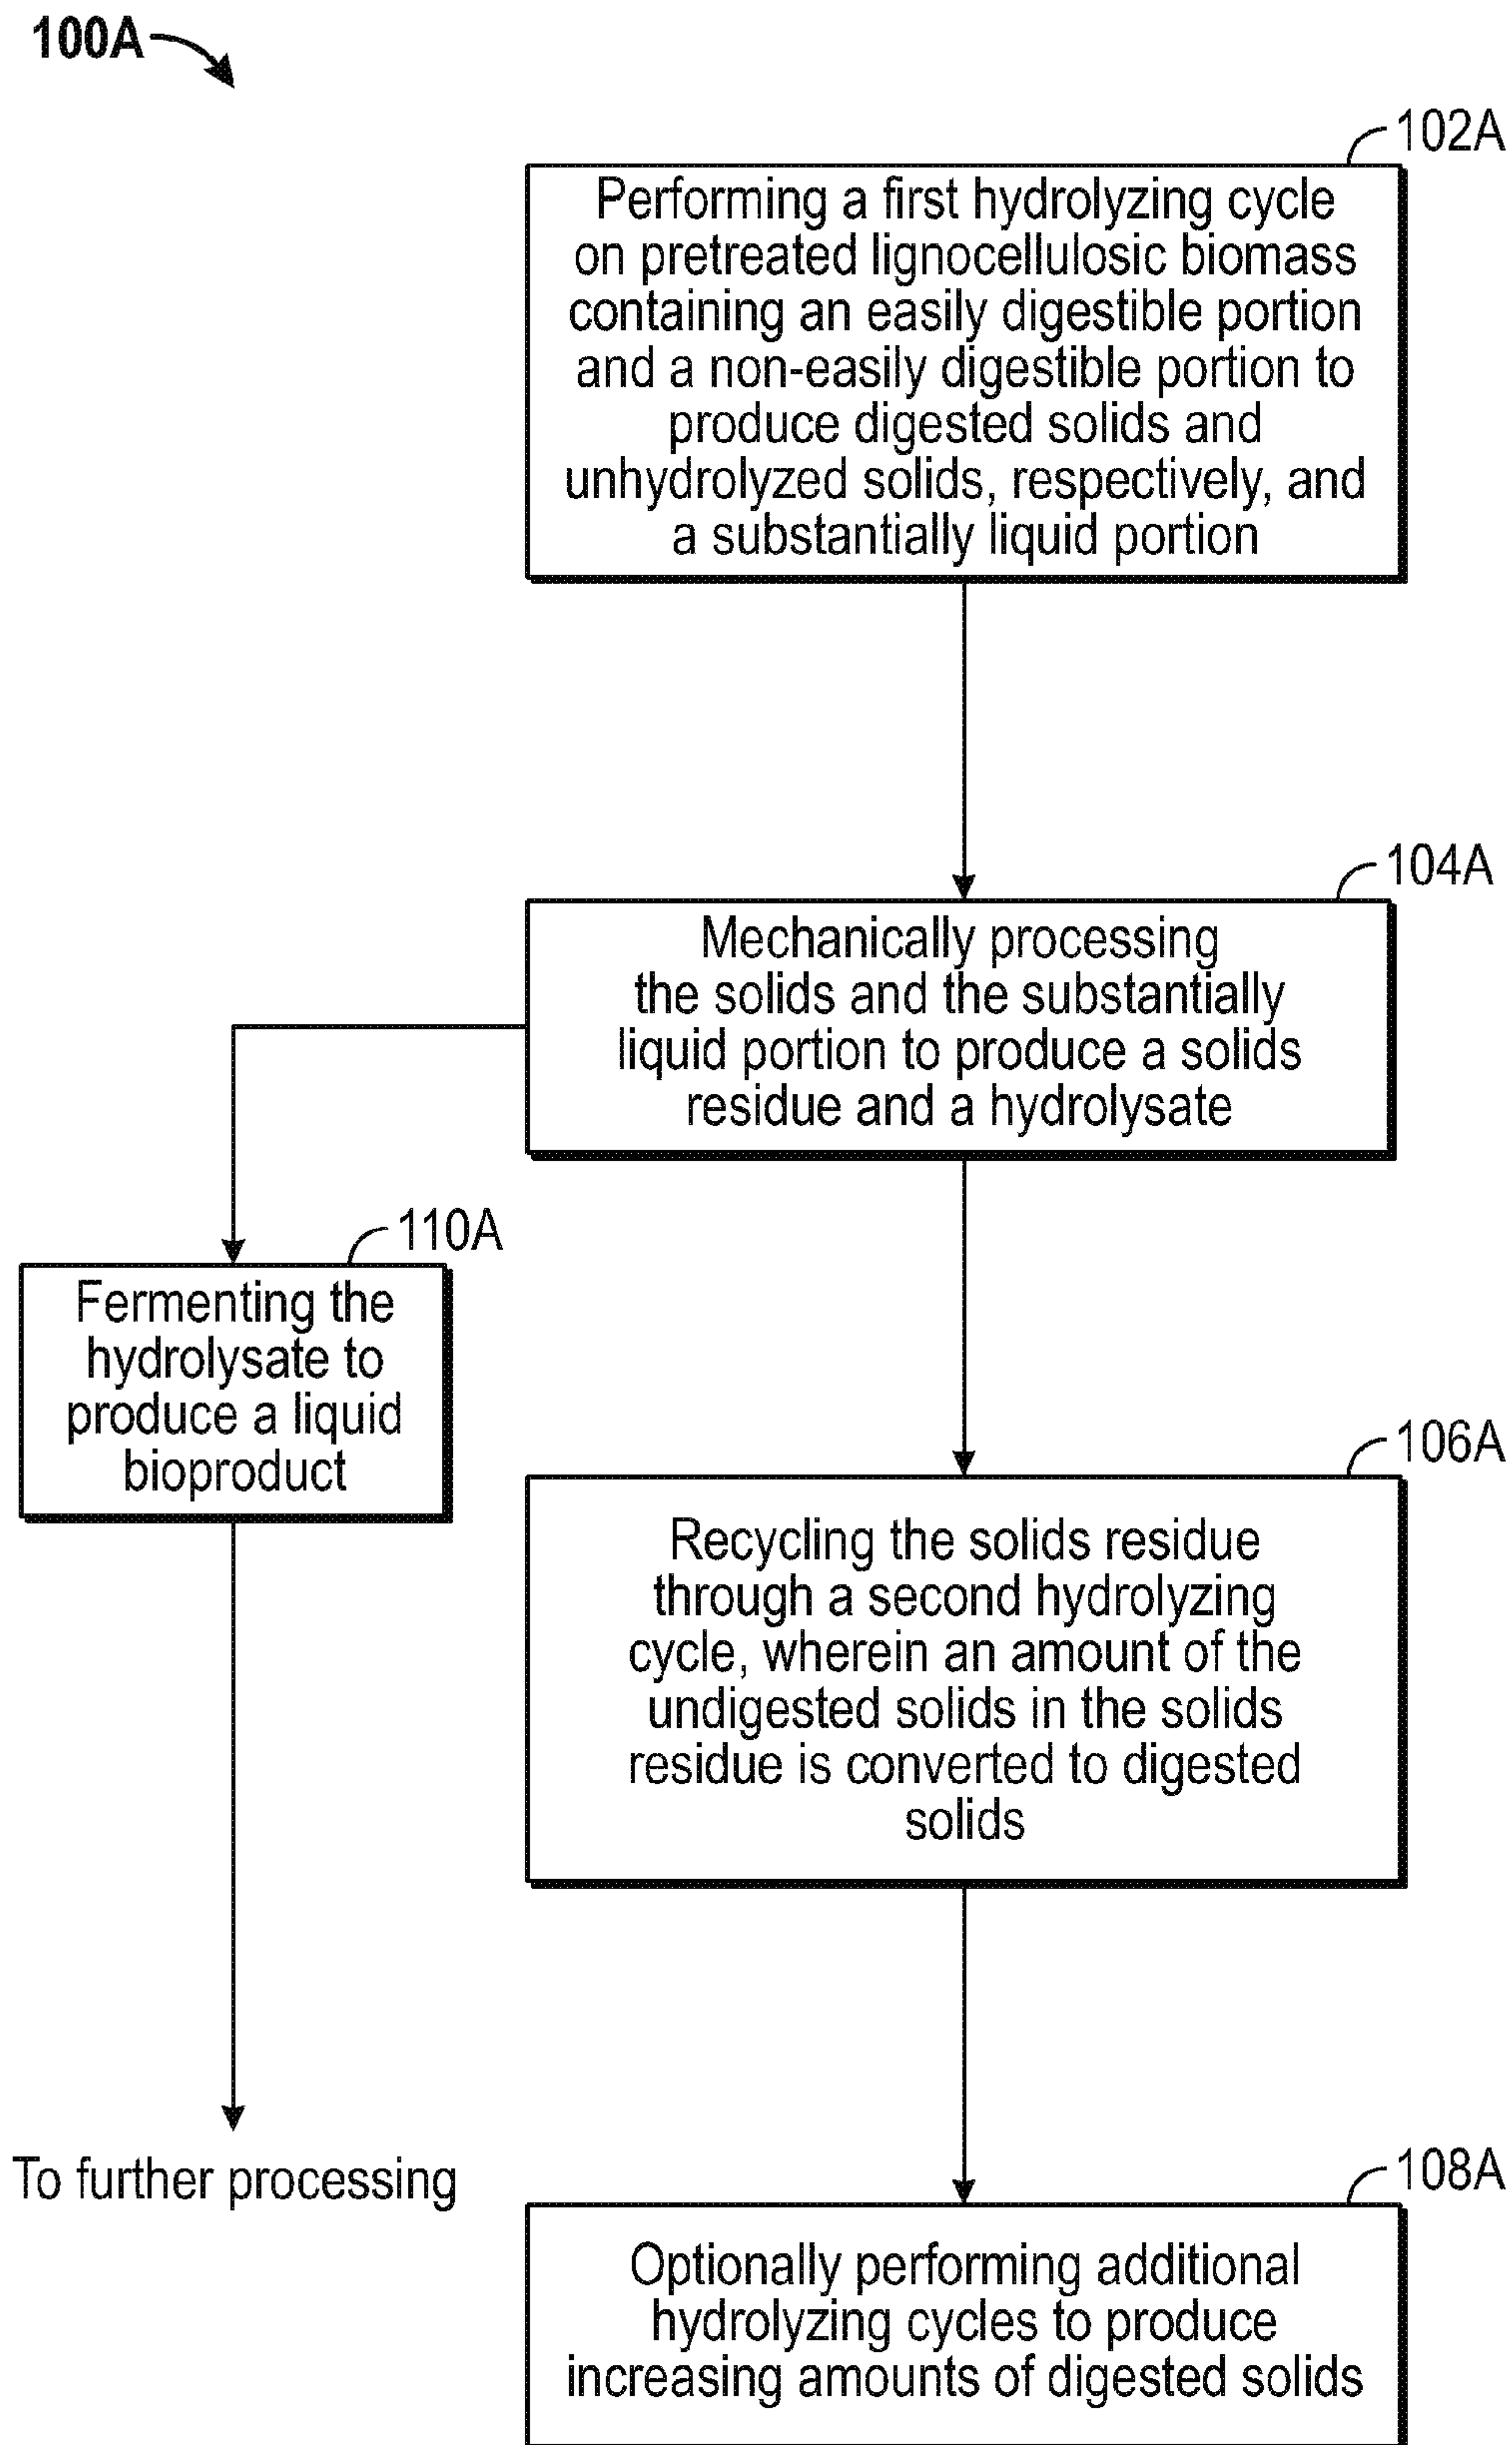 100A
102A
Performing a first hydrolyzing cycle
on pretreated lignocellulosic biomass
containing an easily digestible portion
and a non-easily digestible portion to
produce digested solids and
unhydrolyzed solids, respectively, and
a substantially liquid portion
104A
Mechanically processing
the solids and the substantially
liquid portion to produce a solids
residue and a hydrolysate
110A
Fermenting the
hydrolysate to
produce a liquid
bioproduct
106A
Recycling the solids residue
through a second hydrolyzing
cycle, wherein an amount of the
undigested solids in the solids
residue is converted to digested
solids
To further processing
108A
Optionally performing additional
hydrolyzing cycles to produce
increasing amounts of digested solids